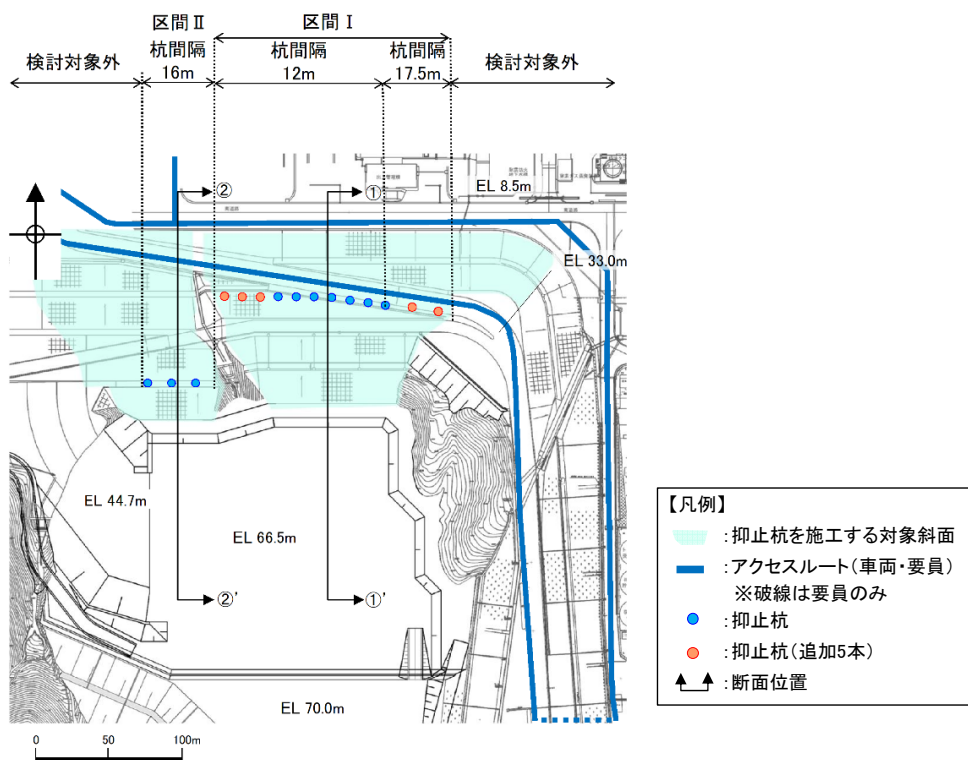 区間Ⅱ
区間Ⅰ
検討対象外
杭間隔
16m
杭間隔
12m
杭間隔
17.5m
検討対象外
EL 8.5m
②
①
EL 33.0m
EL 44.7m
EL 66.5m
②'
①'
EL 70.0m
0 50 100m
【凡例】
:抑止杭を施工する対象斜面
:アクセスルート(車両・要員)
※破線は要員のみ
:抑止杭
:抑止杭(追加5本)
:断面位置